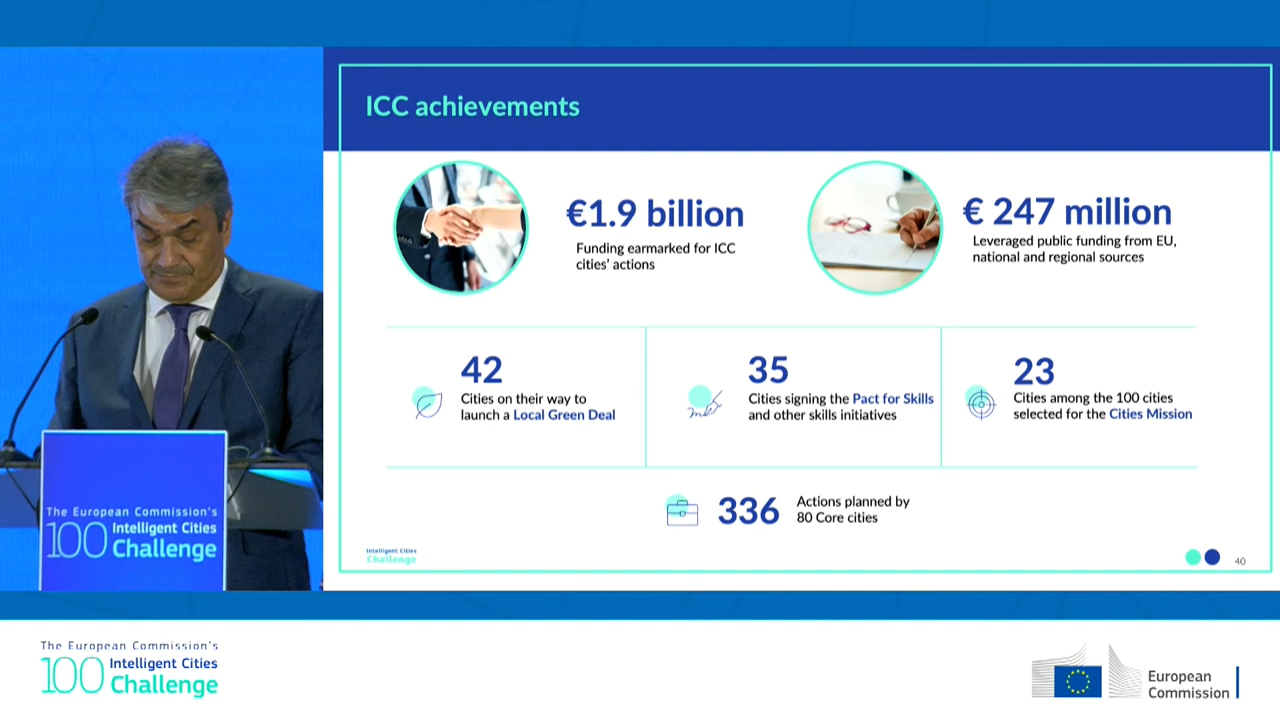 ICC achievements
€1.9 billion
Funding earmarked for ICC
cities' actions
€ 247 million
Leveraged public funding from EU,
national and regional sources
42
Cities on their way to
launch a Local Green Deal
35
Cities signing the Pact for Skills
and other skills initiatives
23
Cities among the 100 cities
selected for the Cities Mission
336
Actions planned by
80 Core cities
Intelligent Cities
Challenge
40
The European Commission's
100 Intelligent Cities
Challenge
The European Commission's
100 Intelligent Cities
Challenge
European
Commission